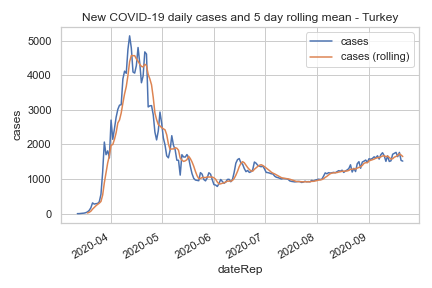 New COVID-19 daily cases and 5 day rolling mean - Turkey
cases
cases (rolling)
5000
4000
3000
2000
1000
0
cases
2020-04
2020-05
2020-06
2020-07
2020-08
2020-09
dateRep